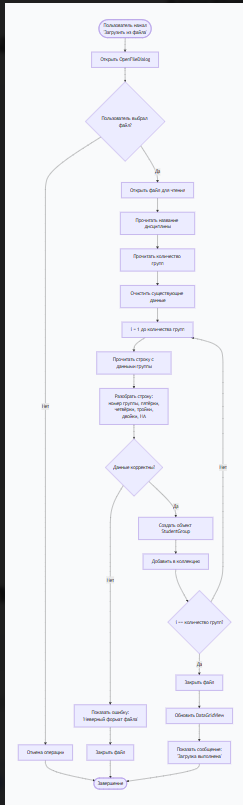 Пользователь нажал
'Загрузить из файла'
Открыть OpenFileDialog
Пользователь выбрал
файл?
Да
Открыть файл для чтения
Прочитать название
дисциплины
Прочитать количество
групп
Очистить существующие
данные
i = 1 до количества групп
Прочитать строку с
данными группы
Разобрать строку:
номер группы, пятёрки,
четвёрки, тройки,
двойки, Н/А
Нет
Нет
Данные корректны?
Да
Создать объект
StudentGroup
Добавить в коллекцию
Нет
i == количество групп?
Да
Закрыть файл
Показать ошибку:
'Неверный формат файла'
Обновить DataGridView
Отмена операции
Закрыть файл
Показать сообщение:
'Загрузка выполнена'
Завершение